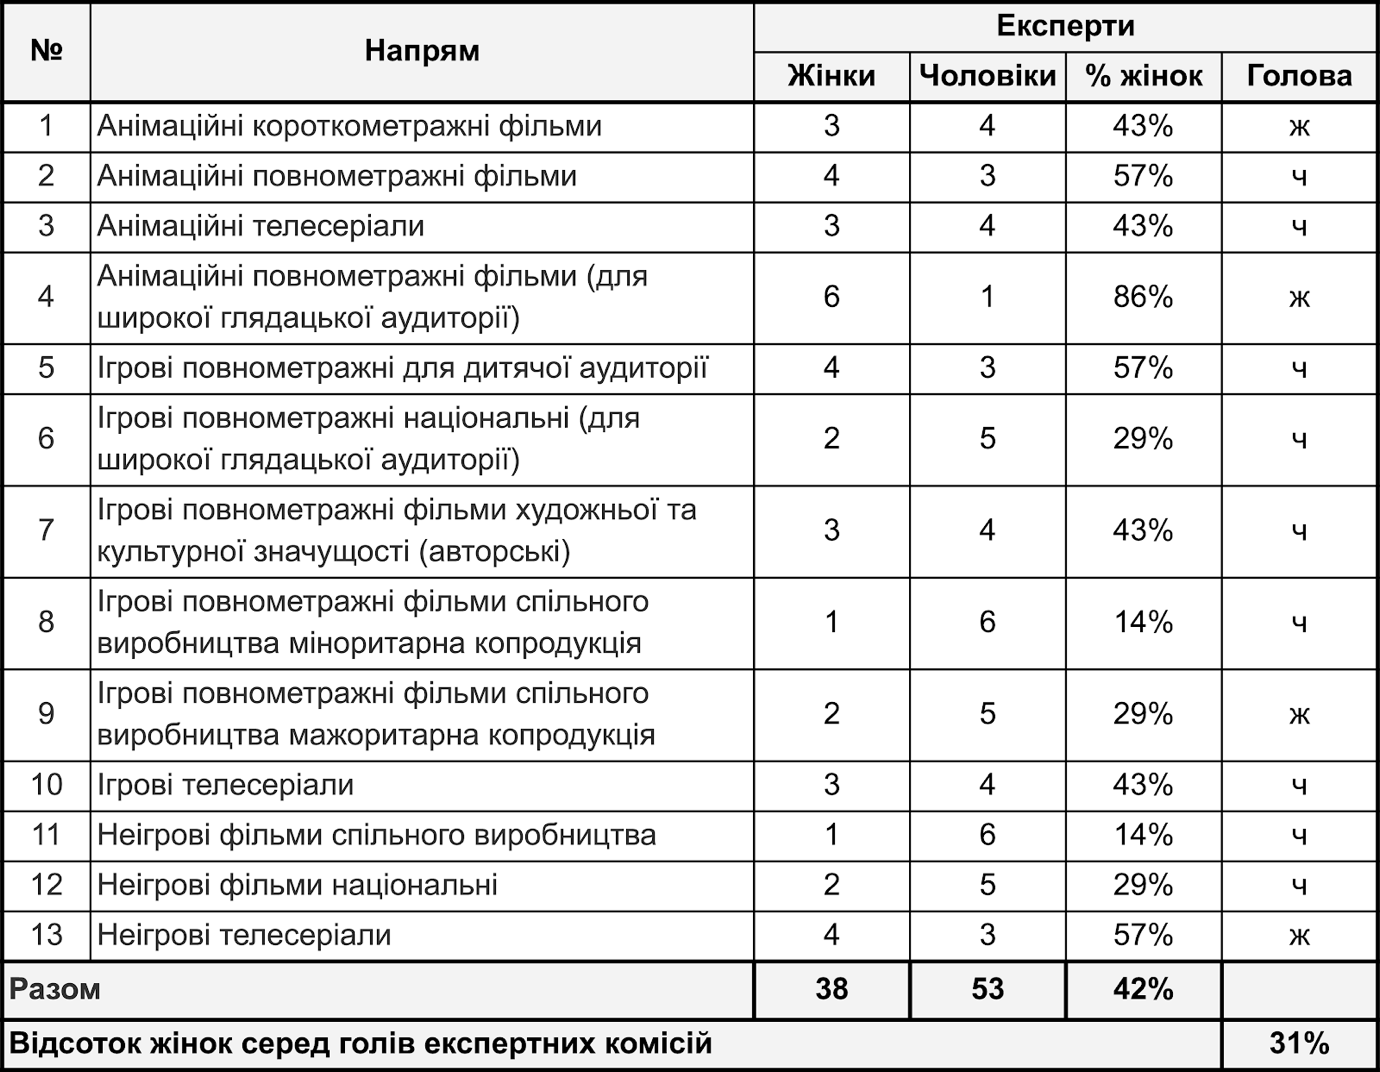 № Напрям Експерти
Жінки Чоловіки % жінок Голова
1 Анімаційні короткометражні фільми 3 4 43% ж
2 Анімаційні повнометражні фільми 4 3 57% ч
3 Анімаційні телесеріали 3 4 43% ч
4 Анімаційні повнометражні фільми (для
широкої глядацької аудиторії) 6 1 86% ж
5 Ігрові повнометражні для дитячої аудиторії 4 3 57% ч
6 Ігрові повнометражні національні (для
широкої глядацької аудиторії) 2 5 29% ч
7 Ігрові повнометражні фільми художньої та
культурної значущості (авторські) 3 4 43% ч
8 Ігрові повнометражні фільми спільного
виробництва міноритарна копродукція 1 6 14% ч
9 Ігрові повнометражні фільми спільного
виробництва мажоритарна копродукція 2 5 29% ж
10 Ігрові телесеріали 3 4 43% ч
11 Неігрові фільми спільного виробництва 1 6 14% ч
12 Неігрові фільми національні 2 5 29% ч
13 Неігрові телесеріали 4 3 57% ж
Разом 38 53 42%
Відсоток жінок серед голів експертних комісій 31%